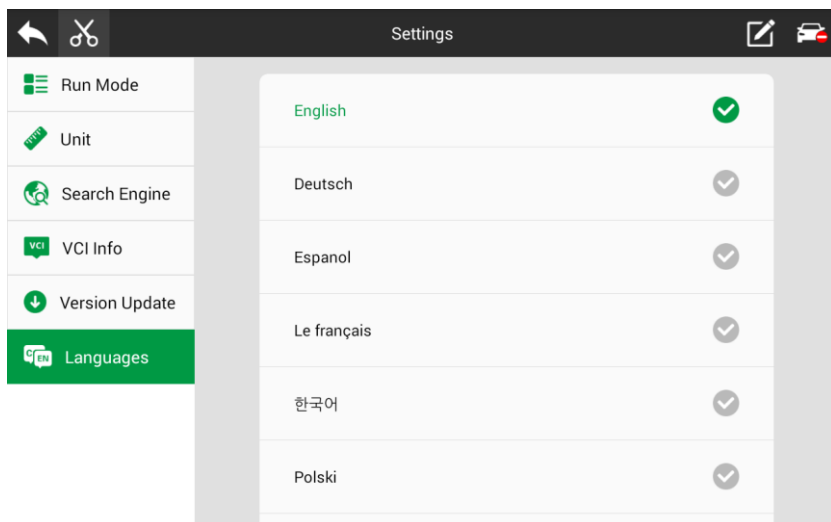 Settings
Run Mode
Unit
Search Engine
VCI
VCI Info
Version Update
C EN
Languages
English
Deutsch
Espanol
Le français
한국어
Polski